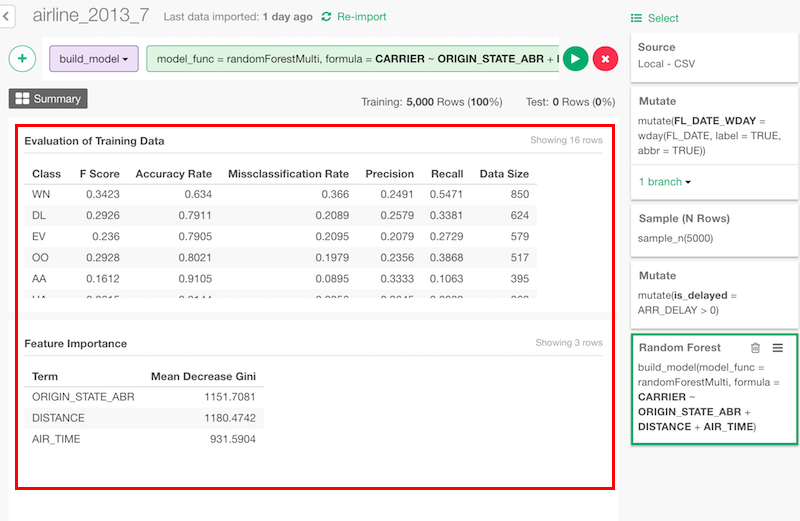 airline_2013_7
Last data imported: 1 day ago Re-import
build_model
model_func = randomForestMulti, formula = CARRIER ~ ORIGIN_STATE_ABR +
Summary
Training: 5,000 Rows (100%) Test: 0 Rows (0%)
Evaluation of Training Data
Showing 16 rows
Class F Score Accuracy Rate Missclassification Rate Precision Recall Data Size
WN 0.3423 0.634 0.366 0.2491 0.5471 850
DL 0.2926 0.7911 0.2089 0.2579 0.3381 624
EV 0.236 0.7905 0.2095 0.2079 0.2729 579
OO 0.2928 0.8021 0.1979 0.2356 0.3868 517
AA 0.1612 0.9105 0.0895 0.3333 0.1063 395
Feature Importance
Showing 3 rows
Term Mean Decrease Gini
ORIGIN_STATE_ABR 1151.7081
DISTANCE 1180.4742
AIR_TIME 931.5904
Select
Source
Local - CSV
Mutate
mutate(FL_DATE_WDAY =
wday(FL_DATE, label = TRUE,
abbr = TRUE))
1 branch
Sample (N Rows)
sample_n(5000)
Mutate
mutate(is_delayed =
ARR_DELAY > 0)
Random Forest
build_model(model_func =
randomForestMulti, formula =
CARRIER ~
ORIGIN_STATE_ABR +
DISTANCE + AIR_TIME)